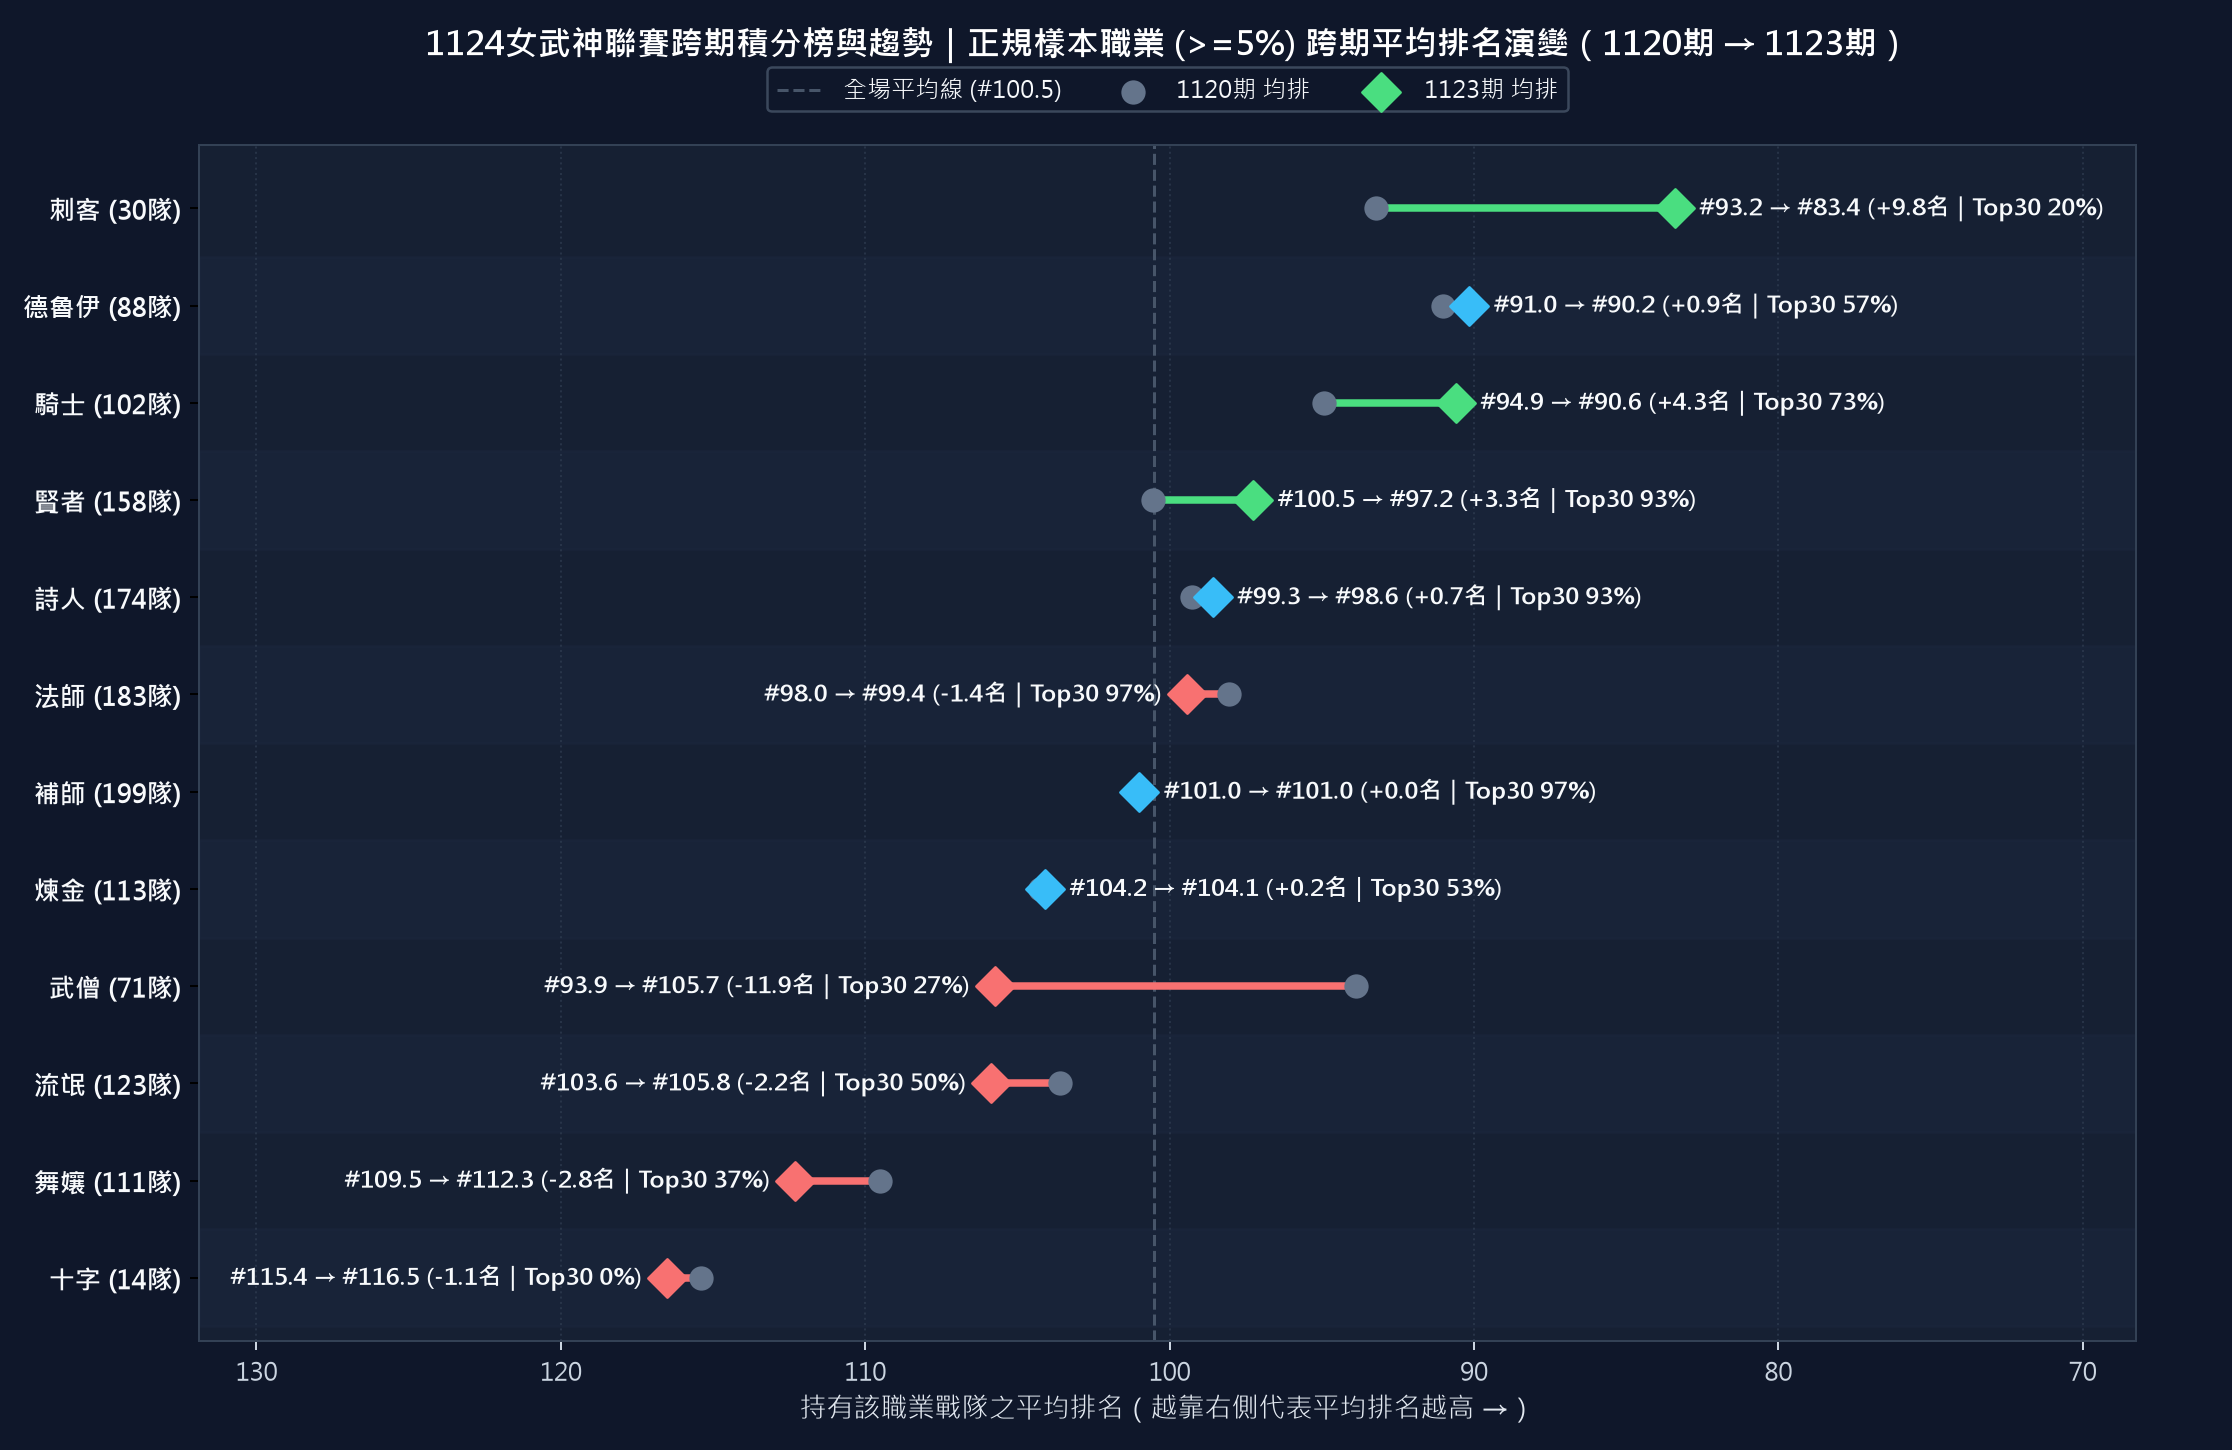 1124女武神聯賽跨期積分榜與趨勢 | 正規樣本職業 (>=5%) 跨期平均排名演變 ( 1120期 → 1123期 )
全場平均線 (#100.5) 1120期 均排 1123期 均排
刺客 (30隊) #93.2 → #83.4 (+9.8名 | Top30 20%)
德魯伊 (88隊) #91.0 → #90.2 (+0.9名 | Top30 57%)
騎士 (102隊) #94.9 → #90.6 (+4.3名 | Top30 73%)
賢者 (158隊) #100.5 → #97.2 (+3.3名 | Top30 93%)
詩人 (174隊) #99.3 → #98.6 (+0.7名 | Top30 93%)
法師 (183隊) #98.0 → #99.4 (-1.4名 | Top30 97%)
補師 (199隊) #101.0 → #101.0 (+0.0名 | Top30 97%)
煉金 (113隊) #104.2 → #104.1 (+0.2名 | Top30 53%)
武僧 (71隊) #93.9 → #105.7 (-11.9名 | Top30 27%)
流氓 (123隊) #103.6 → #105.8 (-2.2名 | Top30 50%)
舞孃 (111隊) #109.5 → #112.3 (-2.8名 | Top30 37%)
十字 (14隊) #115.4 → #116.5 (-1.1名 | Top30 0%)
130 120 110 100 90 80 70
持有該職業戰隊之平均排名 ( 越靠右側代表平均排名越高 → )